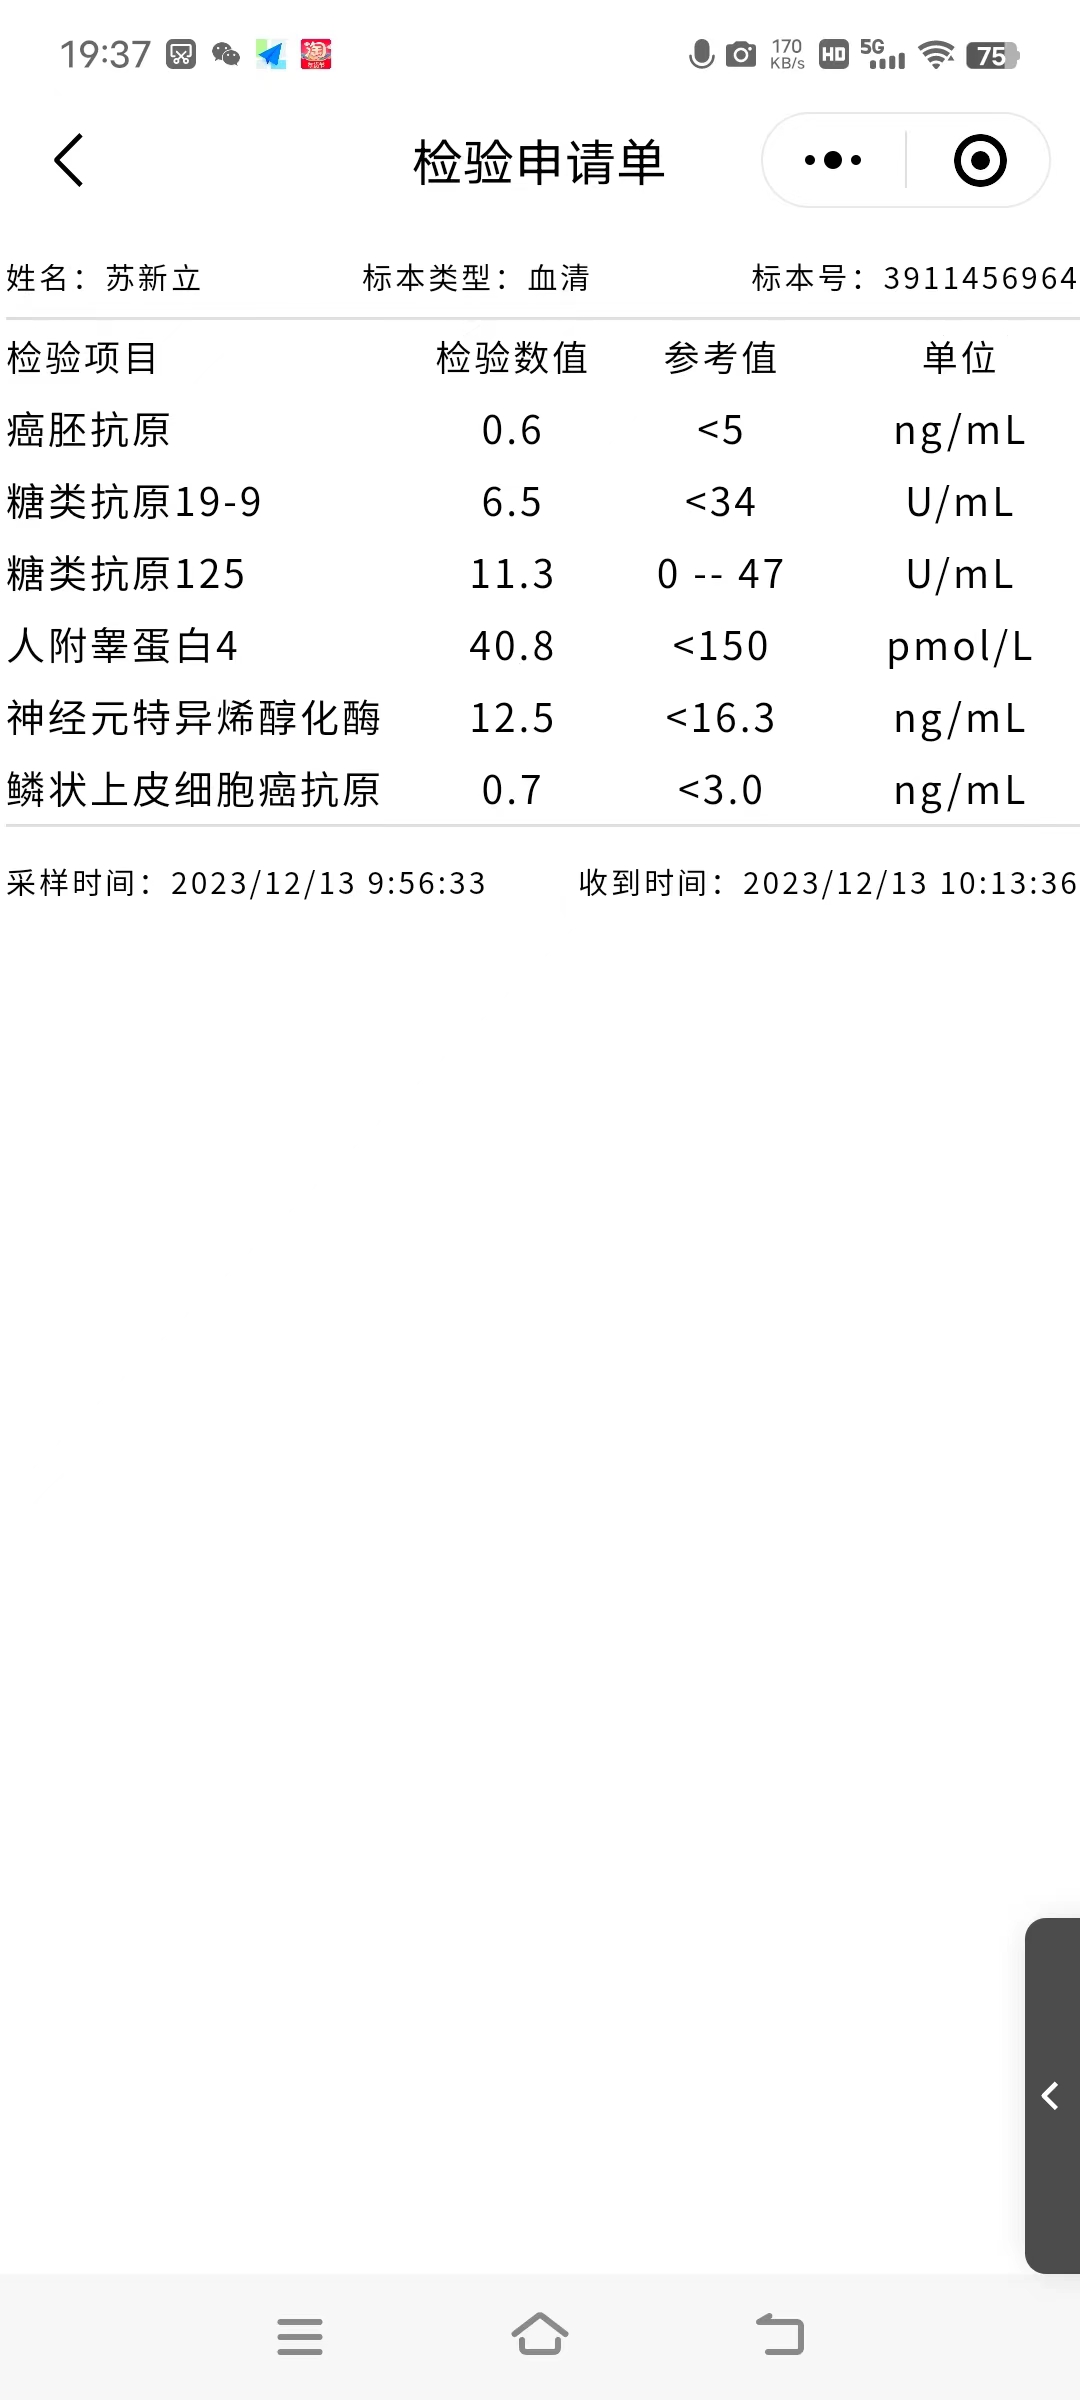 19:37 170 KB/s HD 5G 75
检验申请单
姓名：苏新立 标本类型：血清 标本号：3911456964
检验项目 检验数值 参考值 单位
癌胚抗原 0.6 <5 ng/mL
糖类抗原19-9 6.5 <34 U/mL
糖类抗原125 11.3 0 -- 47 U/mL
人附睾蛋白4 40.8 <150 pmol/L
神经元特异烯醇化酶 12.5 <16.3 ng/mL
鳞状上皮细胞癌抗原 0.7 <3.0 ng/mL
采样时间：2023/12/13 9:56:33 收到时间：2023/12/13 10:13:36